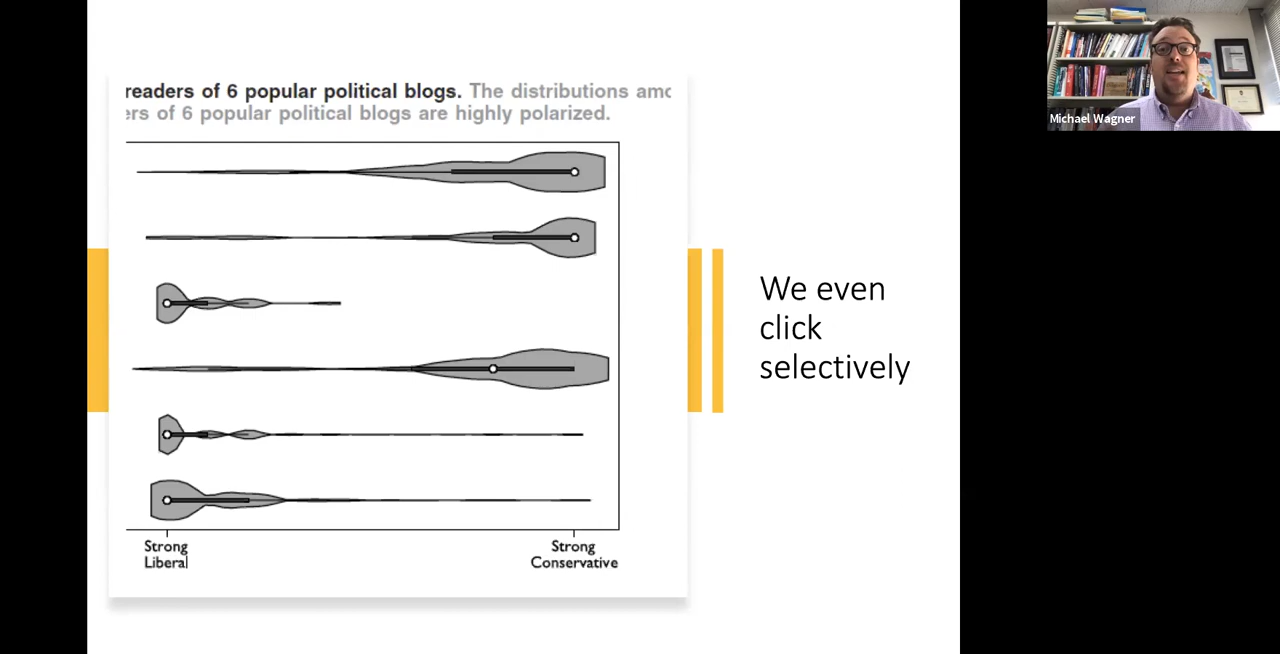 readers of 6 popular political blogs. The distributions amc
ers of 6 popular political blogs are highly polarized.
Strong
Liberal
Strong
Conservative
We even
click
selectively
Michael Wagner